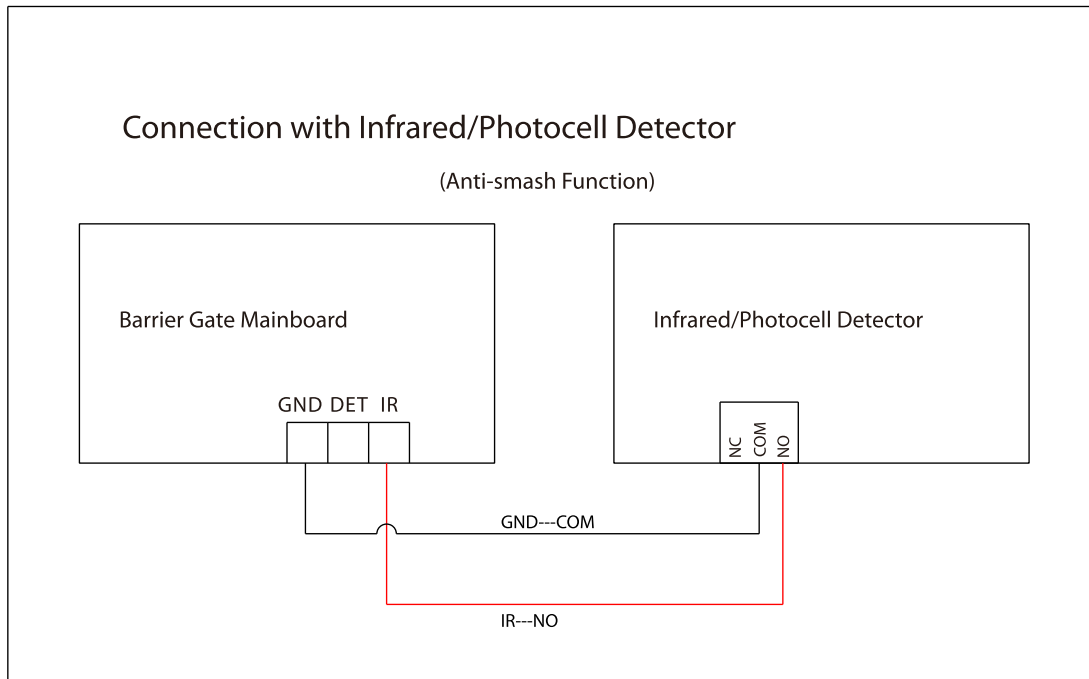 Connection with Infrared/Photocell Detector
(Anti-smash Function)
Barrier Gate Mainboard
Infrared/Photocell Detector
GND DET IR
NC
COM
NO
GND---COM
IR---NO